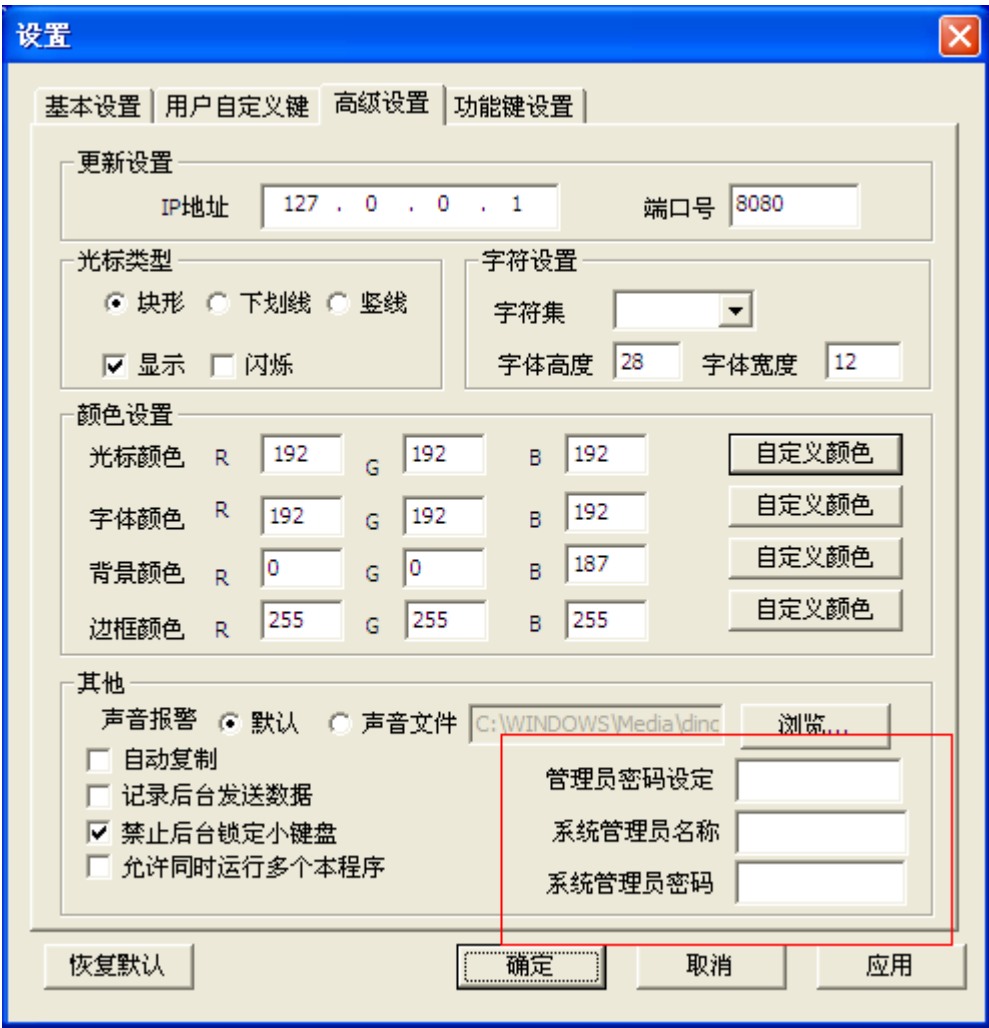 设置
基本设置 用户自定义键 高级设置 功能键设置
更新设置
IP地址 127 . 0 . 0 . 1 端口号 8080
光标类型
块形 下划线 竖线
显示 闪烁
字符设置
字符集
字体高度 28 字体宽度 12
颜色设置
光标颜色 R 192 G 192 B 192 自定义颜色
字体颜色 R 192 G 192 B 192 自定义颜色
背景颜色 R 0 G 0 B 187 自定义颜色
边框颜色 R 255 G 255 B 255 自定义颜色
其他
声音报警 默认 声音文件 C:\WINDOWS\Media\dinc 浏览...
自动复制
记录后台发送数据
禁止后台锁定小键盘
允许同时运行多个本程序
管理员密码设定
系统管理员名称
系统管理员密码
恢复默认 确定 取消 应用